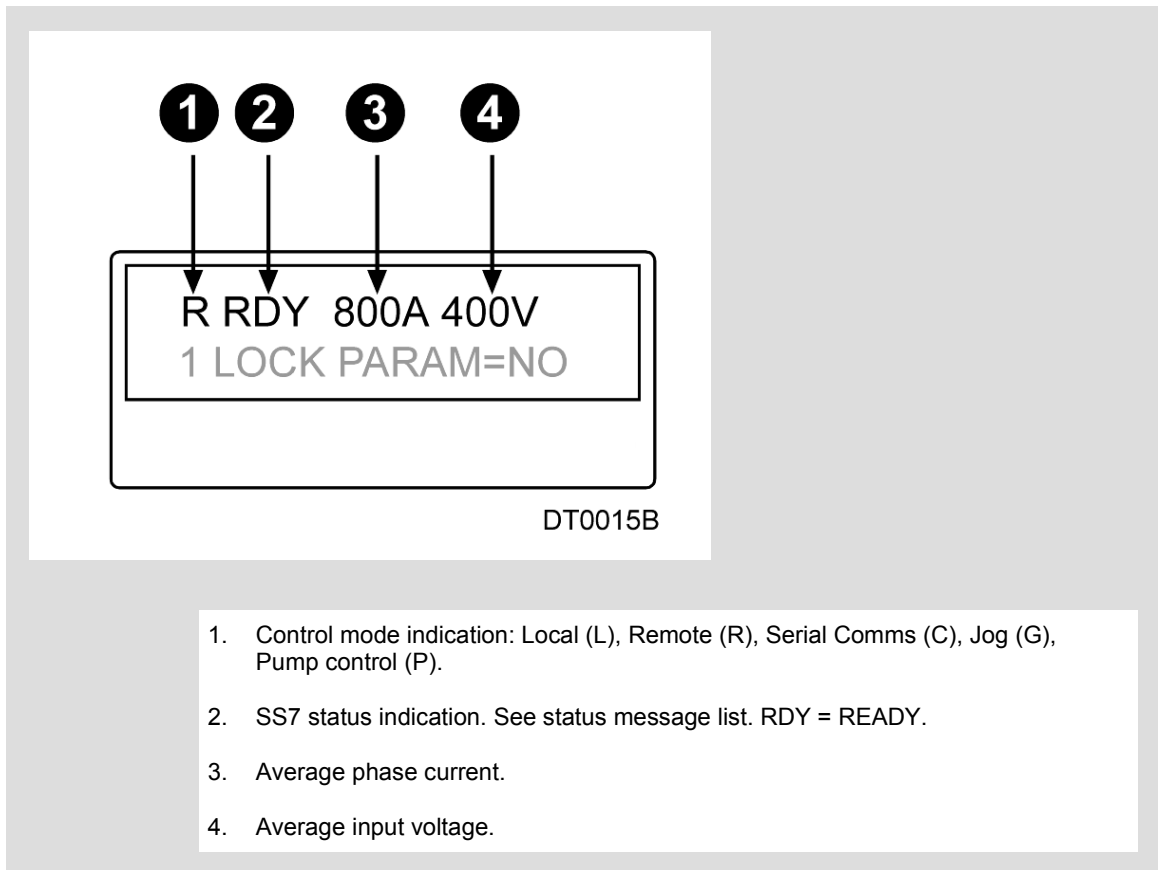 1 2 3 4
R RDY 800A 400V
1 LOCK PARAM=NO
DT0015B
1. Control mode indication: Local (L), Remote (R), Serial Comms (C), Jog (G),
Pump control (P).
2. SS7 status indication. See status message list. RDY = READY.
3. Average phase current.
4. Average input voltage.